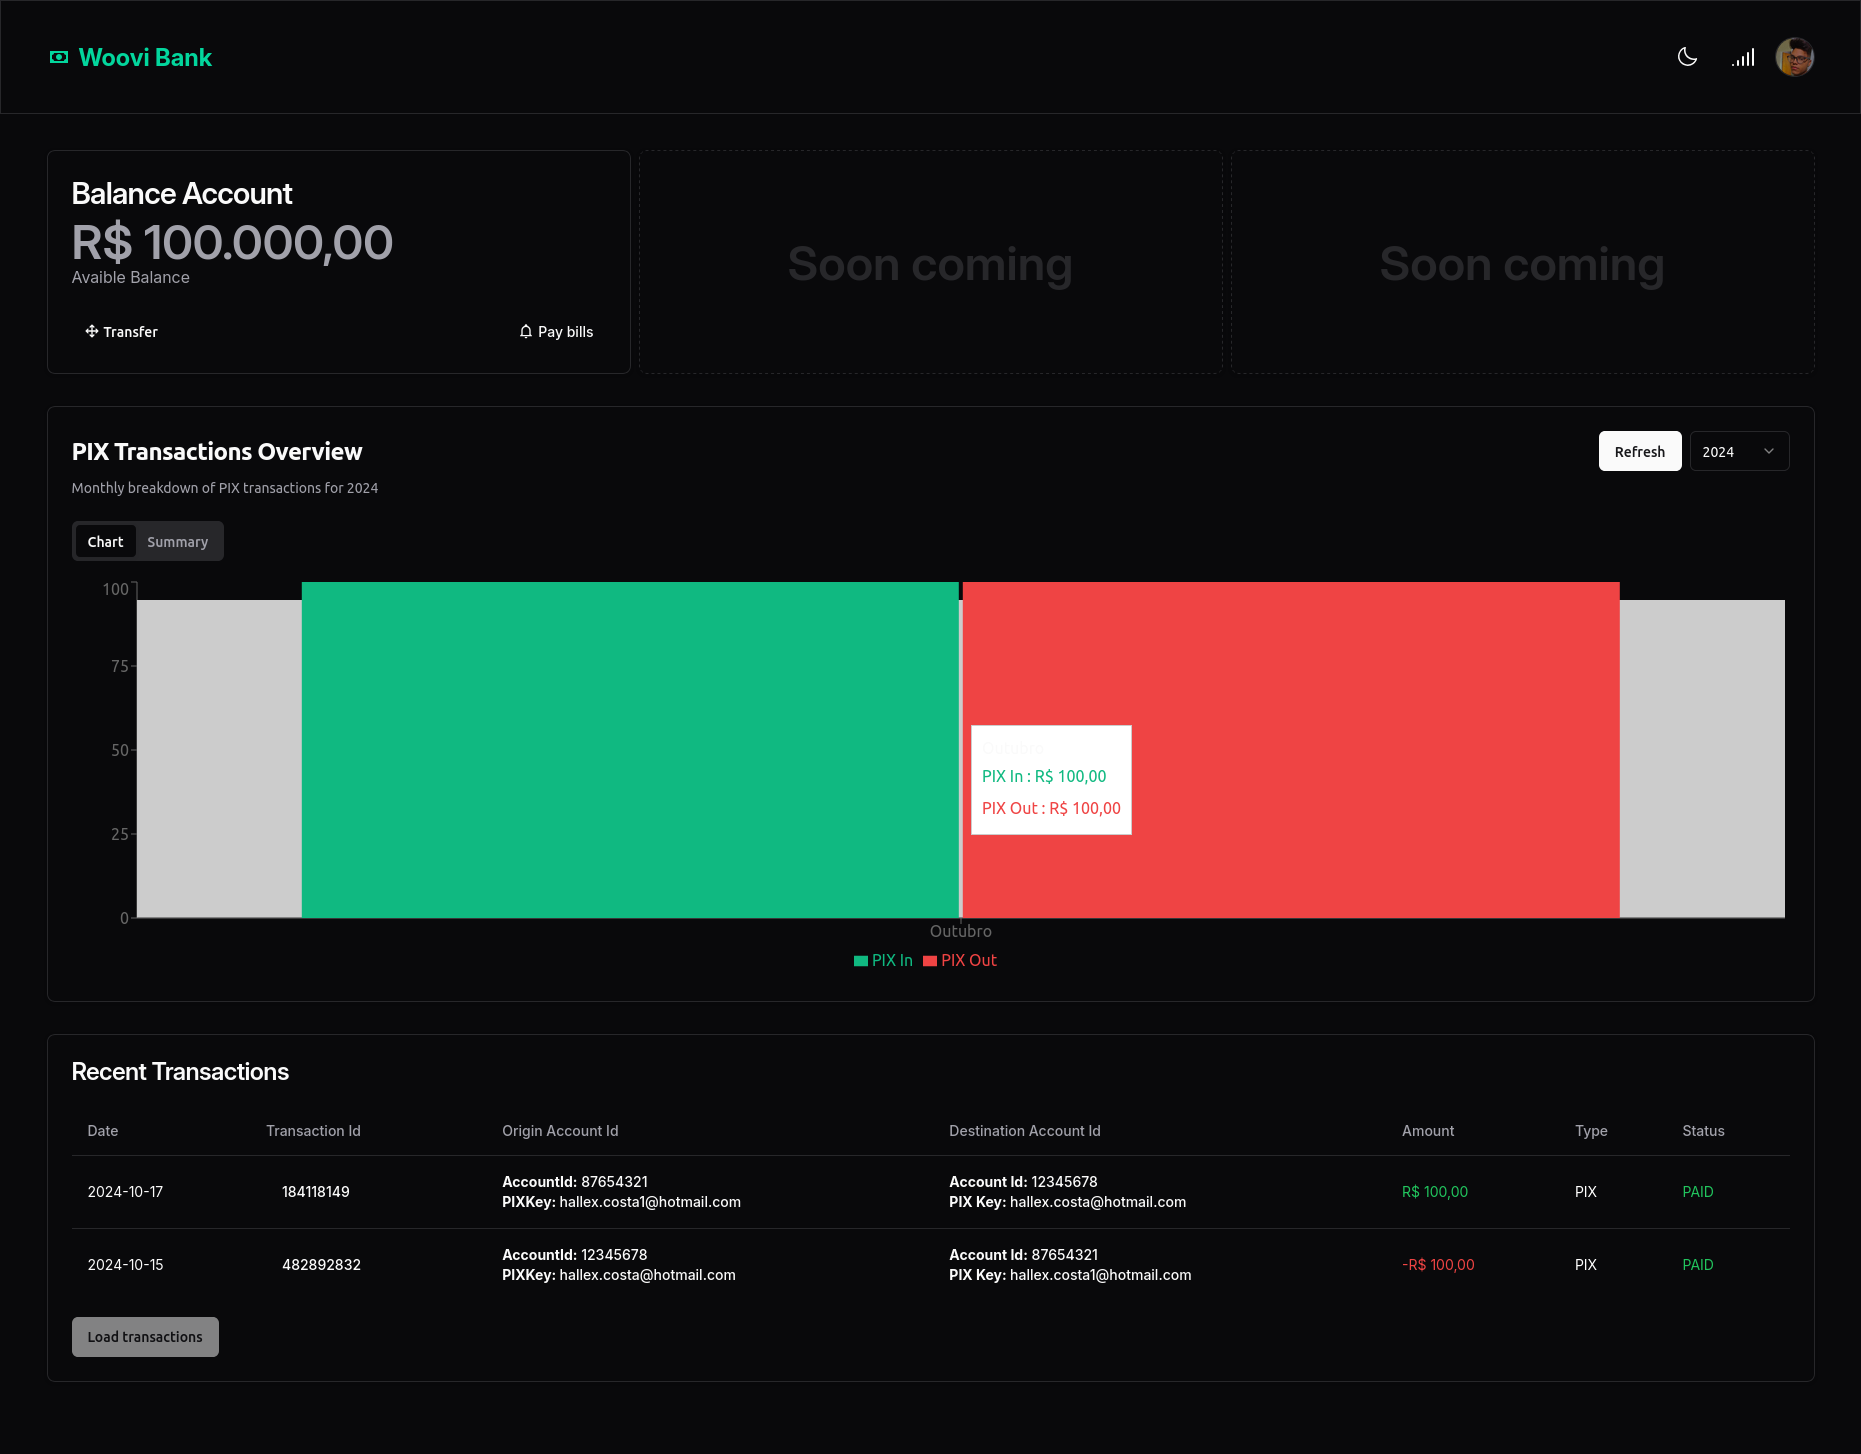 Woovi Bank
Balance Account
R$ 100.000,00
Avaible Balance
Transfer
Pay bills
Soon coming
Soon coming
PIX Transactions Overview
Monthly breakdown of PIX transactions for 2024
Refresh
2024
Chart
Summary
100
75
50
25
0
Outubro
PIX In : R$ 100,00
PIX Out : R$ 100,00
Outubro
PIX In
PIX Out
Recent Transactions
Date Transaction Id Origin Account Id Destination Account Id Amount Type Status
2024-10-17
184118149
AccountId: 87654321
PIXKey: hallex.costa1@hotmail.com
Account Id: 12345678
PIX Key: hallex.costa@hotmail.com
R$ 100,00
PIX
PAID
2024-10-15
482892832
AccountId: 12345678
PIXKey: hallex.costa@hotmail.com
Account Id: 87654321
PIX Key: hallex.costa1@hotmail.com
-R$ 100,00
PIX
PAID
Load transactions